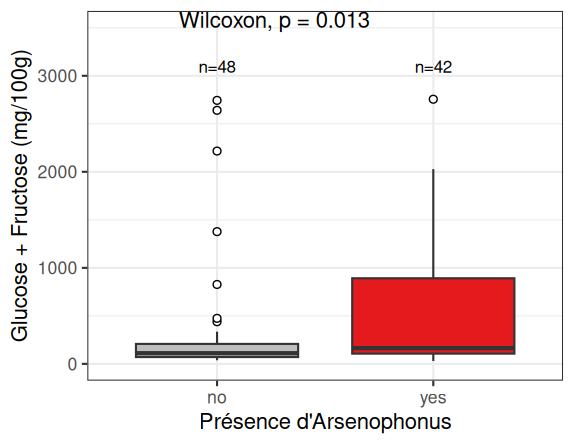 Wilcoxon, p = 0.013
n=48
n=42
Glucose + Fructose (mg/100g)
3000
2000
1000
0
no
yes
Présence d'Arsenophonus